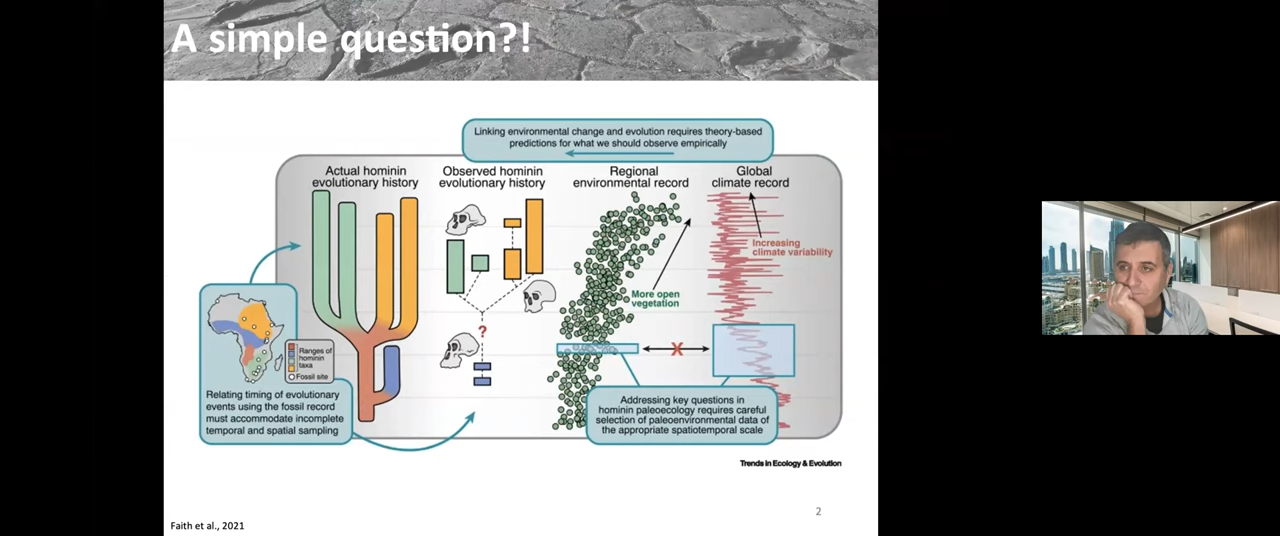 A simple question?!
Linking environmental change and evolution requires theory-based
predictions for what we should observe empirically
Actual hominin
evolutionary history
Observed hominin
evolutionary history
Regional
environmental record
Global
climate record
Increasing
climate variability
More open
vegetation
?
X
Ranges of
hominin
taxa
Fossil site
Relating timing of evolutionary
events using the fossil record
must accommodate incomplete
temporal and spatial sampling
Addressing key questions in
hominin paleoecology requires careful
selection of paleoenvironmental data of
the appropriate spatiotemporal scale
Trends in Ecology & Evolution
2
Faith et al., 2021